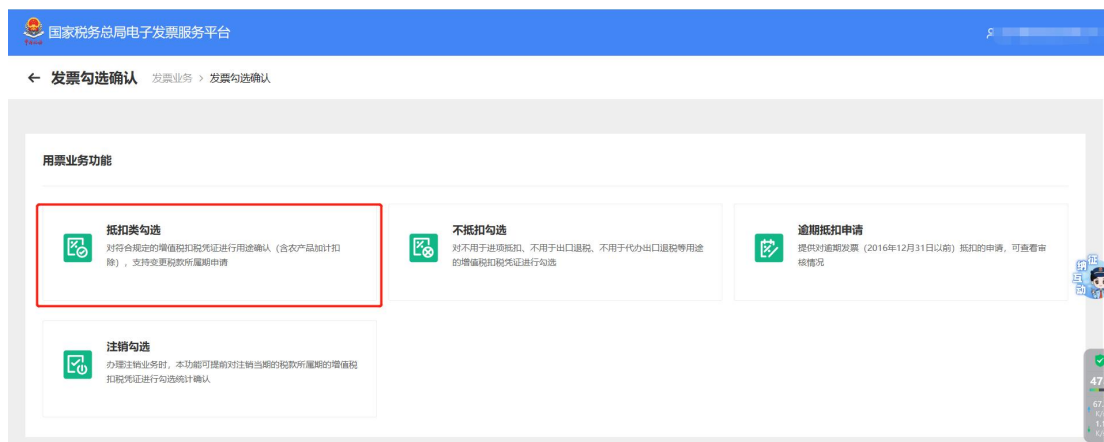 国家税务总局电子发票服务平台
← 发票勾选确认 发票业务 > 发票勾选确认
用票业务功能
抵扣类勾选
对符合规定的增值税扣税凭证进行用途确认（含农产品加计扣
除），支持变更税款所属期申请
不抵扣勾选
对不用于进项抵扣、不用于出口退税、不用于代办出口退税等用途
的增值税扣税凭证进行勾选
逾期抵扣申请
提供对逾期发票（2016年12月31日以前）抵扣的申请，可查看审
核情况
征纳互动
注销勾选
办理注销业务时，本功能可提前对注销当期的税款所属期的增值税
扣税凭证进行勾选统计确认
47
67.
K/
1.1
K/